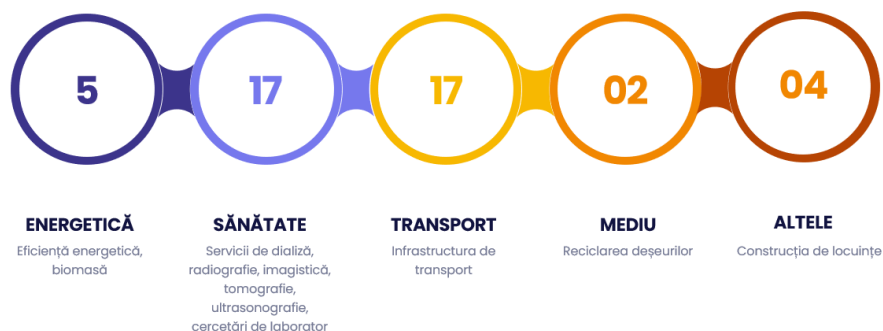 5
17
17
02
04
ENERGETICĂ
Eficiență energetică,
biomasă
SĂNĂTATE
Servicii de dializă,
radiografie, imagistică,
tomografie,
ultrasonografie,
cercetări de laborator
TRANSPORT
Infrastructura de
transport
MEDIU
Reciclarea deșeurilor
ALTELE
Construcția de locuințe